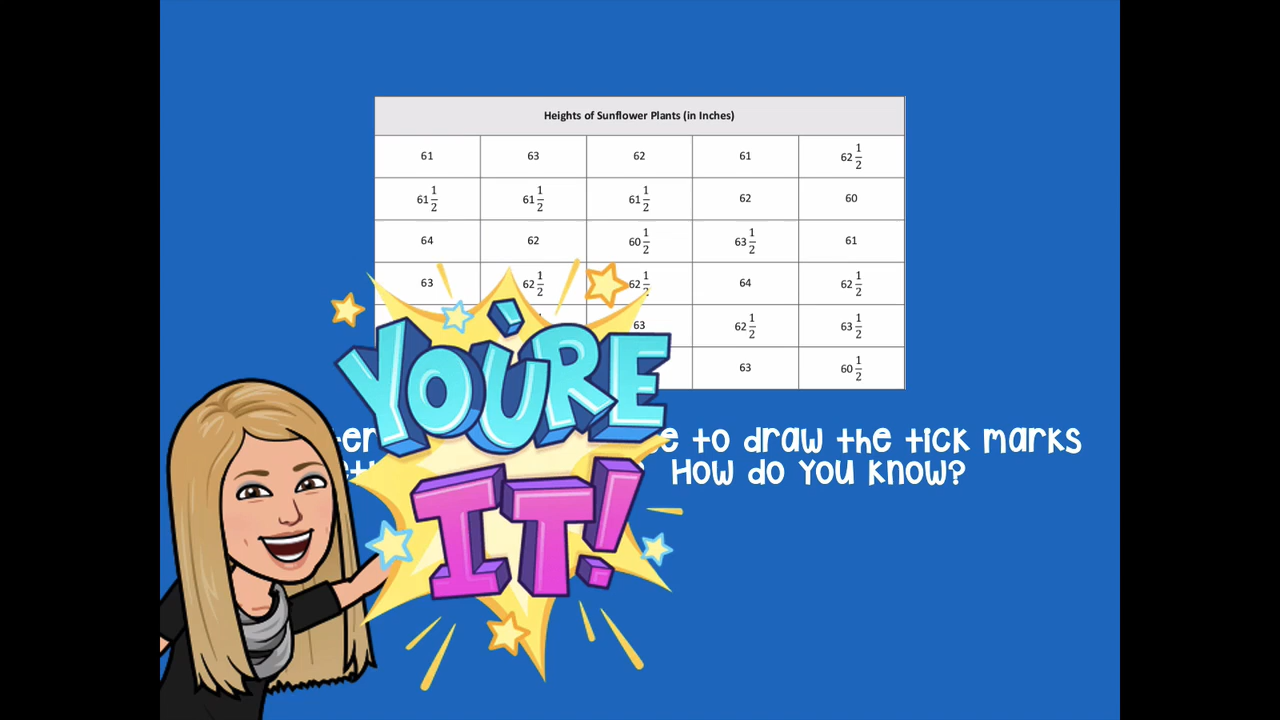 Heights of Sunflower Plants (in Inches)
61 63 62 61 62 1/2
61 1/2 61 1/2 61 1/2 62 60
64 62 60 1/2 63 1/2 61
63 62 1/2 62 1/2 64 62 1/2
63 62 1/2 63 1/2
63 60 1/2
YOU'RE
IT!
to draw the tick marks
How do you know?